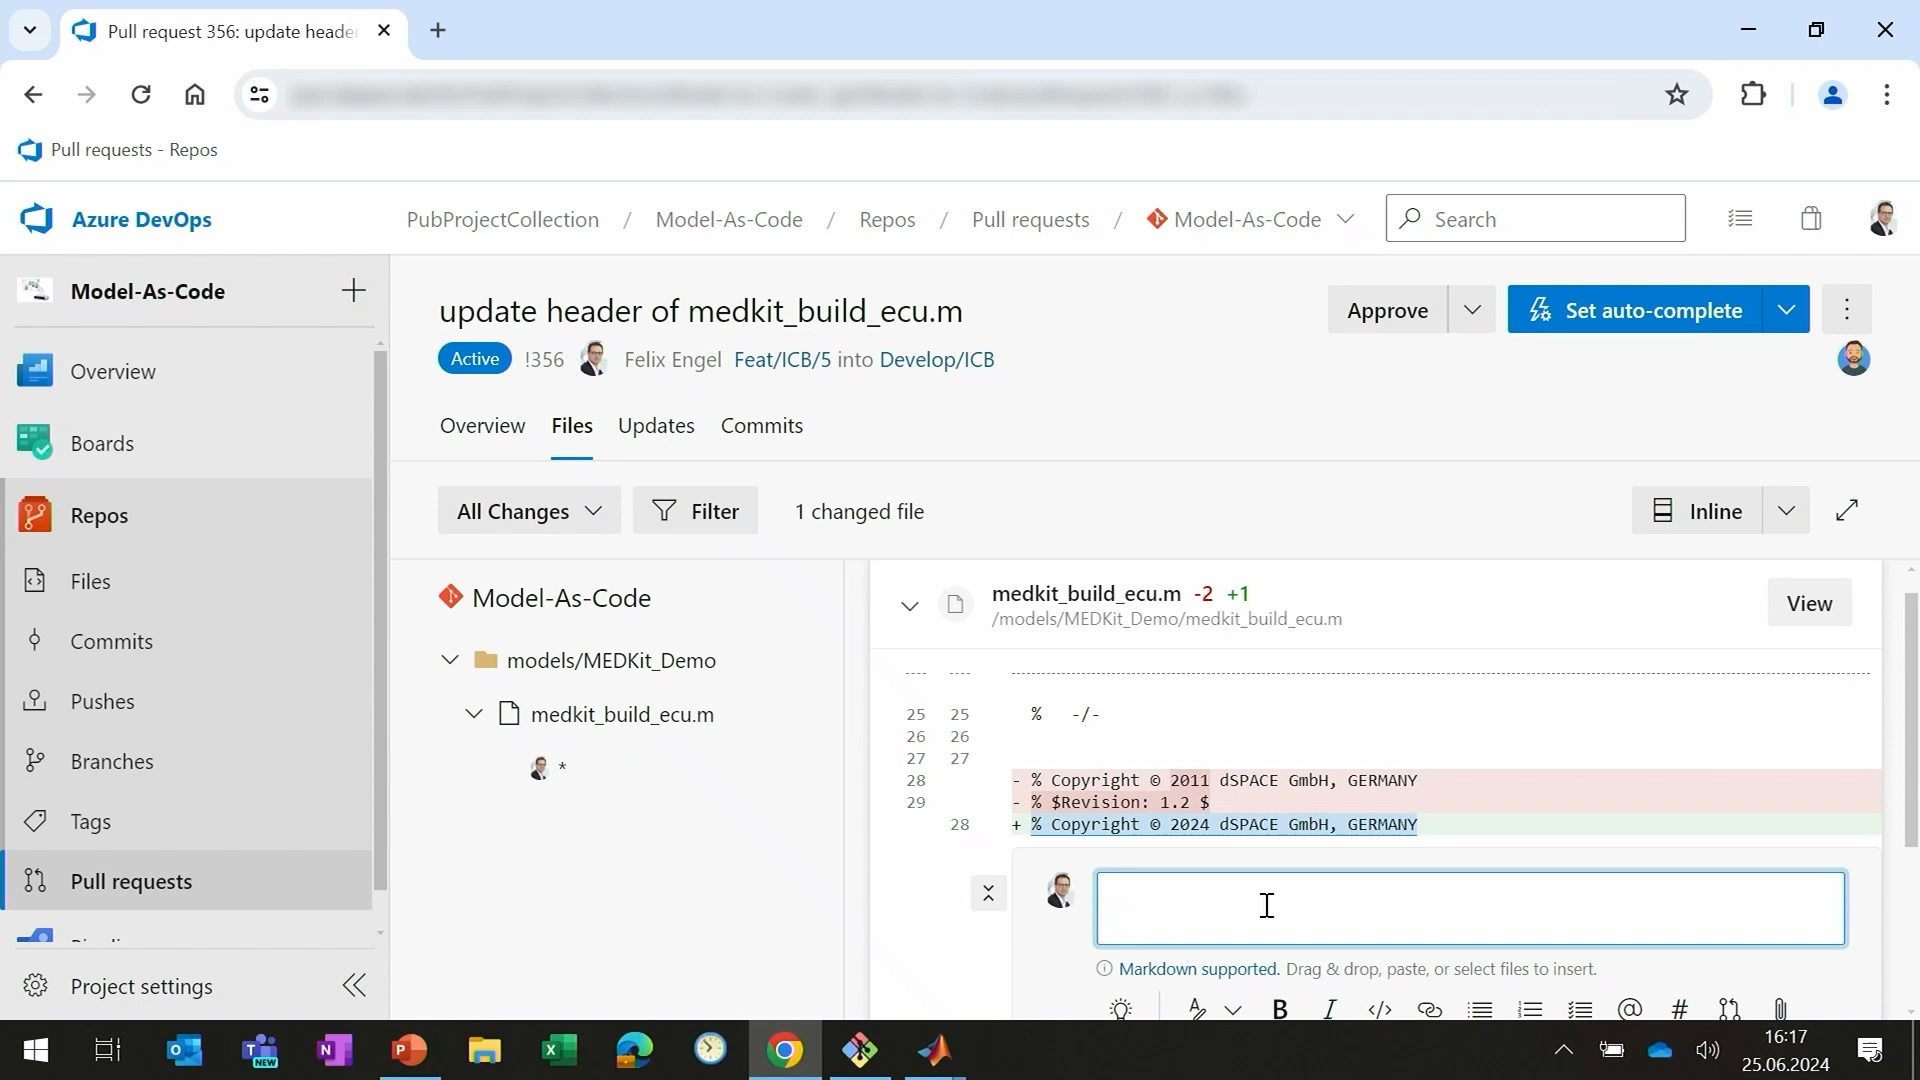 Pull request 356: update heade
Pull requests - Repos
Azure DevOps
PubProjectCollection / Model-As-Code / Repos / Pull requests / Model-As-Code
Search
Model-As-Code
Overview
Boards
Repos
Files
Commits
Pushes
Branches
Tags
Pull requests
Project settings
update header of medkit_build_ecu.m
Approve
Set auto-complete
Active !356 Felix Engel Feat/ICB/5 into Develop/ICB
Overview Files Updates Commits
All Changes Filter 1 changed file
Inline
Model-As-Code
models/MEDKit_Demo
medkit_build_ecu.m
*
medkit_build_ecu.m -2 +1
/models/MEDKit_Demo/medkit_build_ecu.m
View
25 25 % -/-
26 26
27 27
28 - % Copyright © 2011 dSPACE GmbH, GERMANY
29 - % $Revision: 1.2 $
28 + % Copyright © 2024 dSPACE GmbH, GERMANY
Markdown supported. Drag & drop, paste, or select files to insert.
B I </> @ #
NEW
16:17
25.06.2024